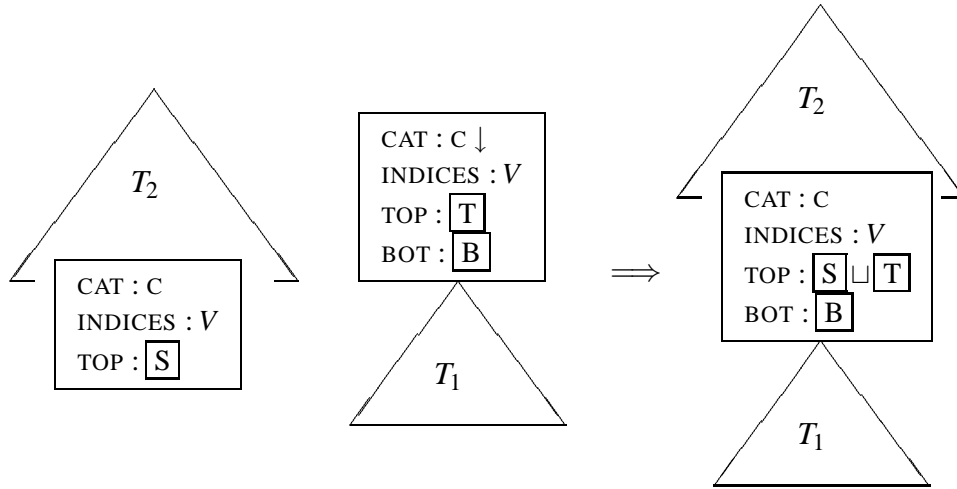 T₂
CAT : C
INDICES : V
TOP : S
CAT : C ↓
INDICES : V
TOP : T
BOT : B
T₁
⟹
T₂
CAT : C
INDICES : V
TOP : S ⊔ T
BOT : B
T₁